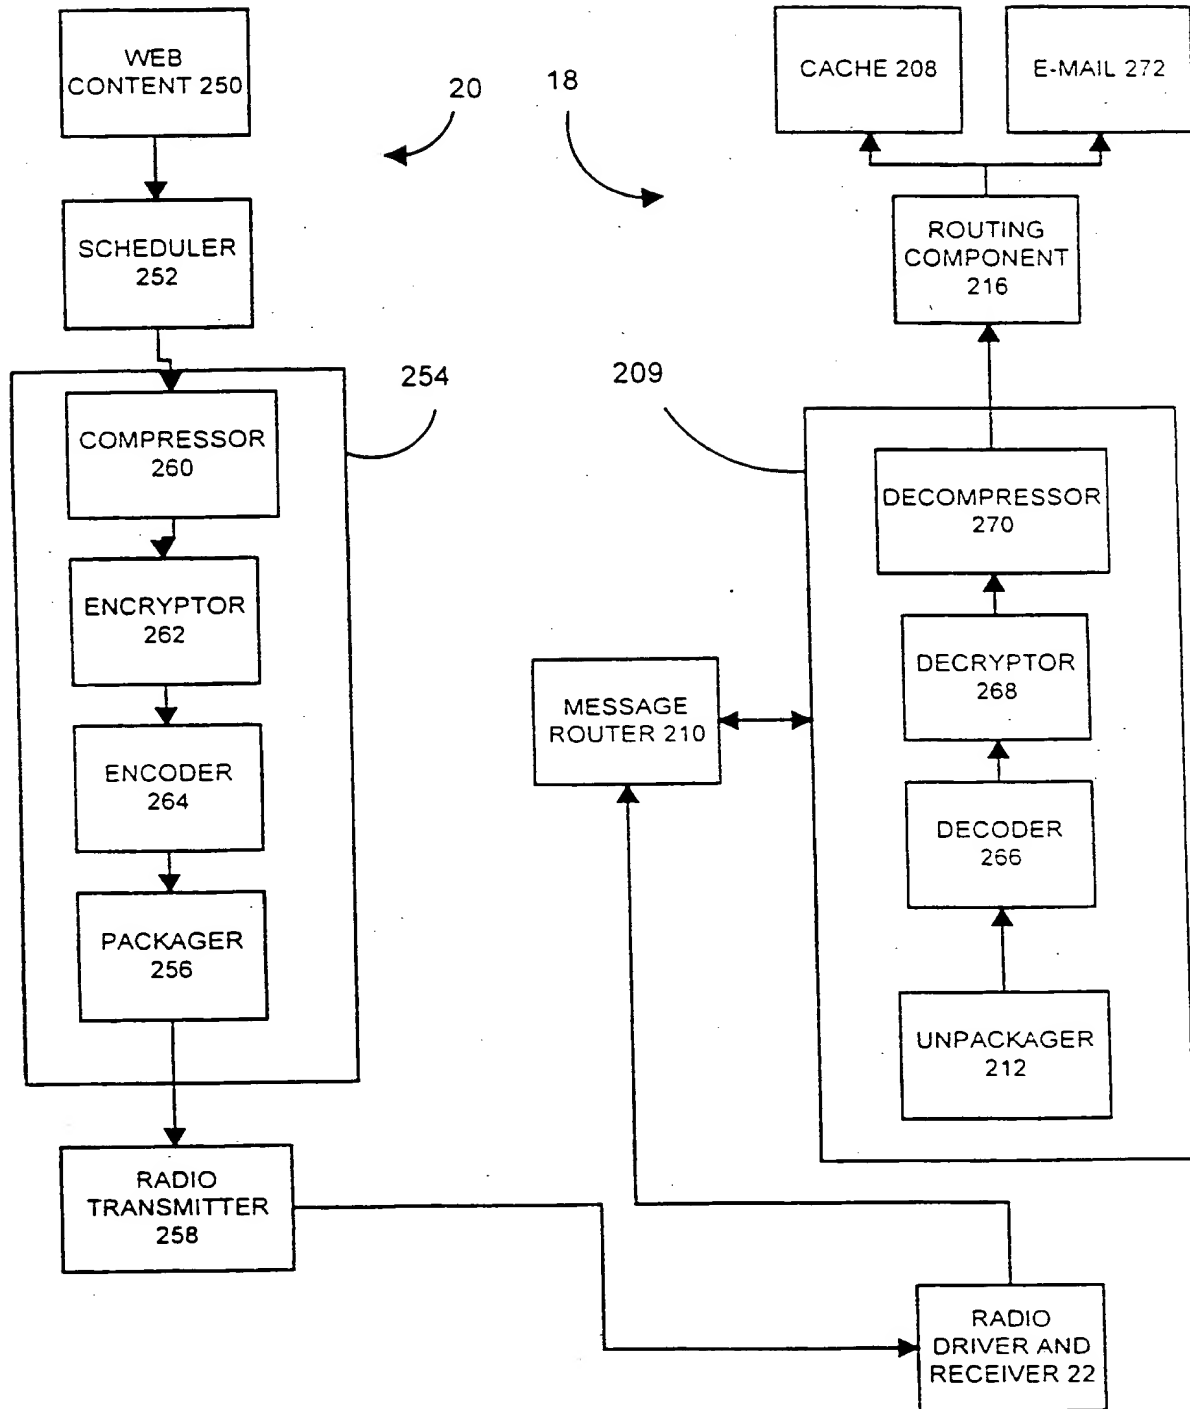 WEB
CONTENT 250
20
18
CACHE 208
E-MAIL 272
SCHEDULER
252
ROUTING
COMPONENT
216
254
209
COMPRESSOR
260
DECOMPRESSOR
270
ENCRYPTOR
262
DECRYPTOR
268
MESSAGE
ROUTER 210
ENCODER
264
DECODER
266
PACKAGER
256
UNPACKAGER
212
RADIO
TRANSMITTER
258
RADIO
DRIVER AND
RECEIVER 22